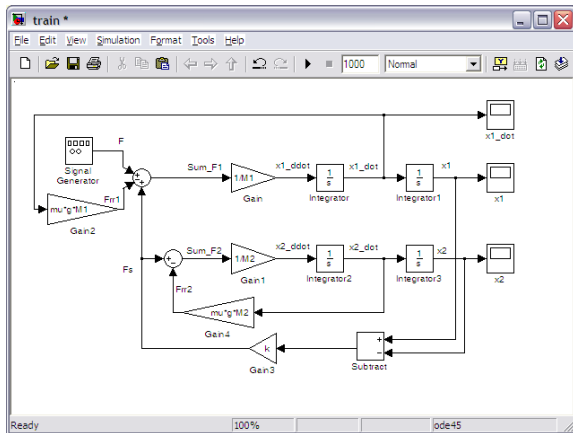 train *
File Edit View Simulation Format Tools Help
1000 Normal
x1_dot
F
Signal
Generator
Sum_F1
1/M1
Gain
x1_ddot
1
s
Integrator
x1_dot
1
s
Integrator1
x1
x1
mu*g*M1
Frr1
Gain2
Fs
Sum_F2
1/M2
Gain1
x2_ddot
1
s
Integrator2
x2_dot
1
s
Integrator3
x2
x2
Frr2
mu*g*M2
Gain4
k
Gain3
+
−
Subtract
Ready 100% ode45